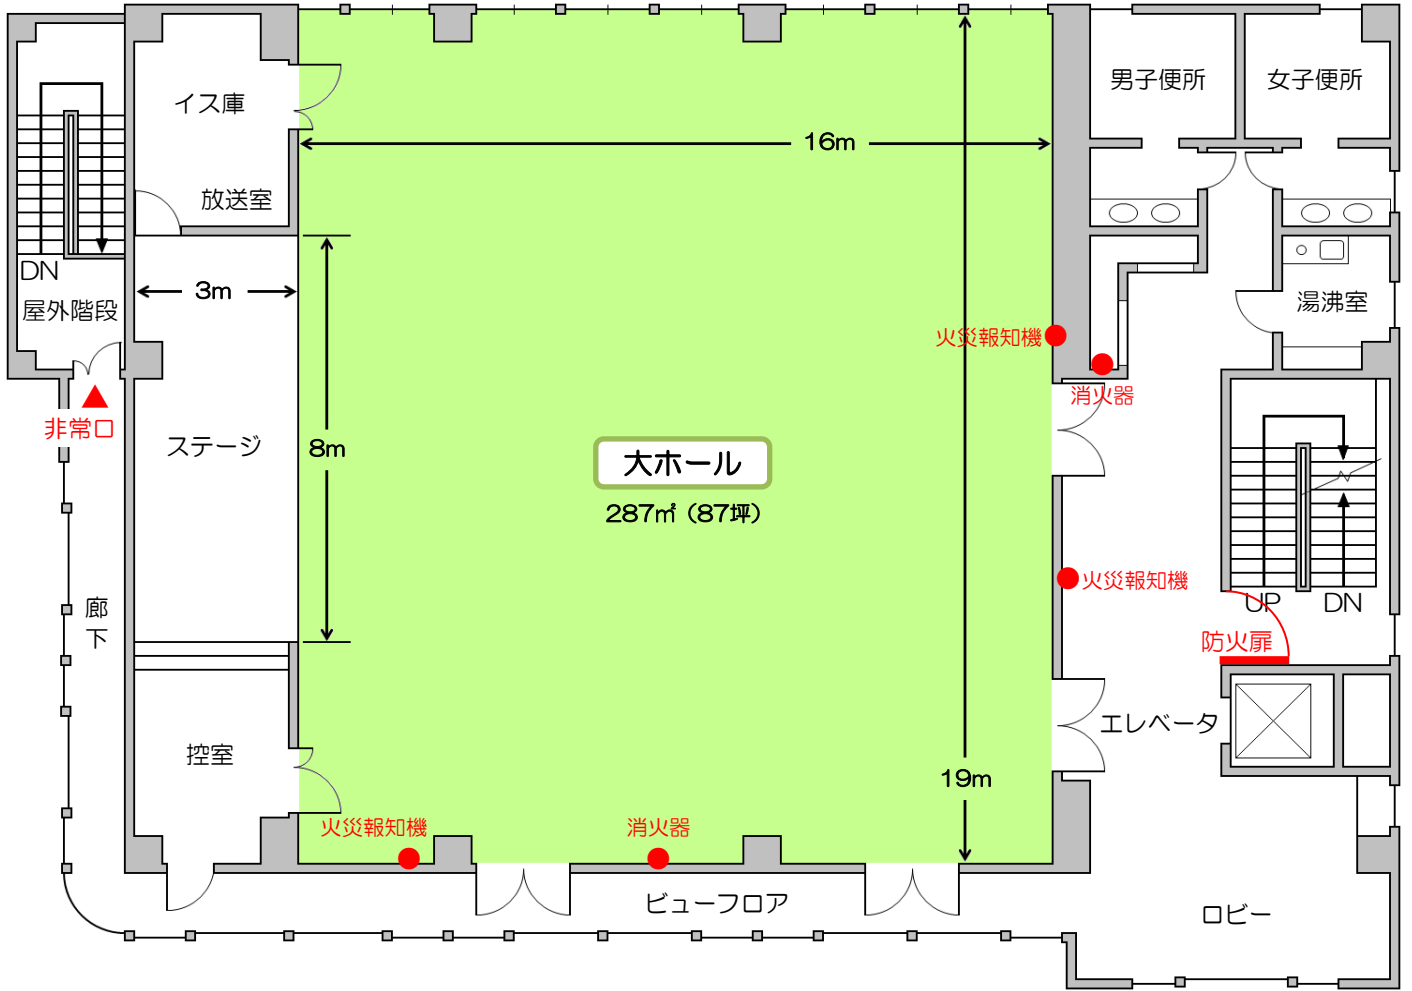 男子便所
女子便所
イス庫
16m
放送室
DN
3m
屋外階段
湯沸室
火災報知機
消火器
非常口
ステージ
8m
大ホール
287㎡（87坪）
火災報知機
廊
下
UP
DN
防火扉
エレベータ
控室
19m
火災報知機
消火器
ビューフロア
ロビー